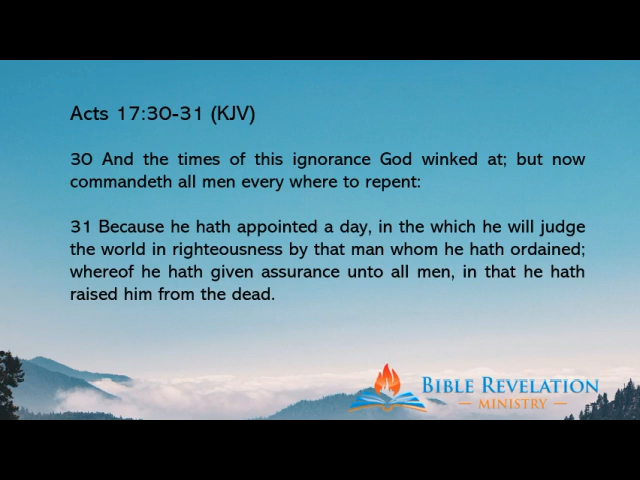 Acts 17:30-31 (KJV)
30 And the times of this ignorance God winked at; but now
commandeth all men every where to repent:
31 Because he hath appointed a day, in the which he will judge
the world in righteousness by that man whom he hath ordained;
whereof he hath given assurance unto all men, in that he hath
raised him from the dead.
BIBLE REVELATION
— MINISTRY —